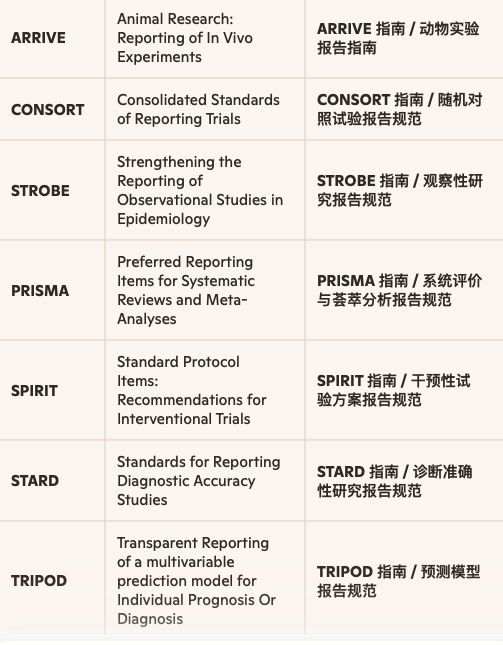 ARRIVE
Animal Research:
Reporting of In Vivo
Experiments
ARRIVE 指南 / 动物实验
报告指南
CONSORT
Consolidated Standards
of Reporting Trials
CONSORT 指南 / 随机对
照试验报告规范
STROBE
Strengthening the
Reporting of
Observational Studies in
Epidemiology
STROBE 指南 / 观察性研
究报告规范
PRISMA
Preferred Reporting
Items for Systematic
Reviews and Meta-
Analyses
PRISMA 指南 / 系统评价
与荟萃分析报告规范
SPIRIT
Standard Protocol
Items:
Recommendations for
Interventional Trials
SPIRIT 指南 / 干预性试
验方案报告规范
STARD
Standards for Reporting
Diagnostic Accuracy
Studies
STARD 指南 / 诊断准确
性研究报告规范
TRIPOD
Transparent Reporting
of a multivariable
prediction model for
Individual Prognosis Or
Diagnosis
TRIPOD 指南 / 预测模型
报告规范